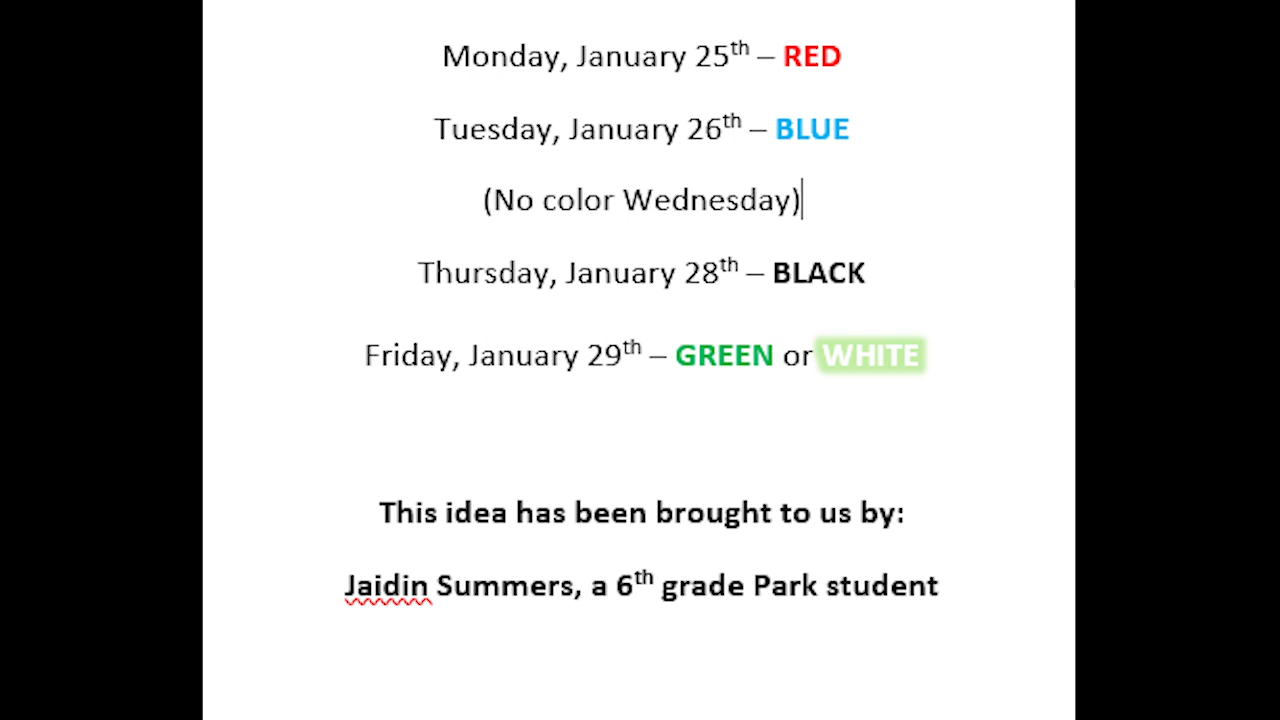 Monday, January 25th – RED
Tuesday, January 26th – BLUE
(No color Wednesday)
Thursday, January 28th – BLACK
Friday, January 29th – GREEN or WHITE
This idea has been brought to us by:
Jaidin Summers, a 6th grade Park student